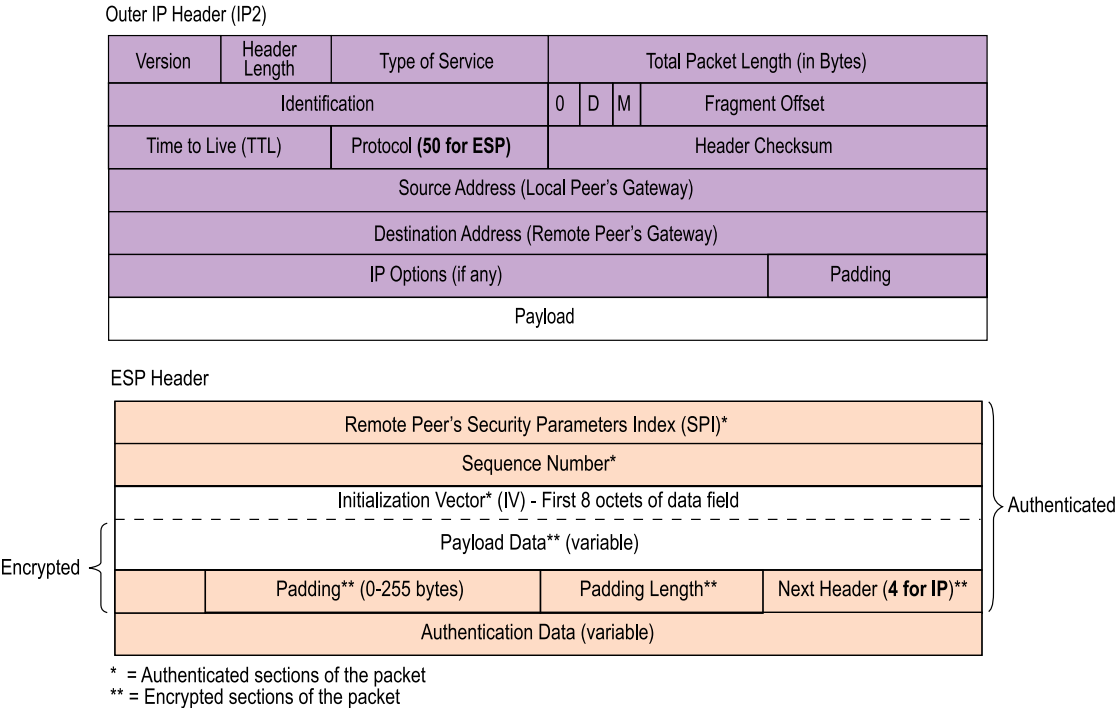 Outer IP Header (IP2)
Version
Header
Length
Type of Service
Total Packet Length (in Bytes)
Identification
0
D
M
Fragment Offset
Time to Live (TTL)
Protocol (50 for ESP)
Header Checksum
Source Address (Local Peer's Gateway)
Destination Address (Remote Peer's Gateway)
IP Options (if any)
Padding
Payload
ESP Header
Remote Peer's Security Parameters Index (SPI)*
Sequence Number*
Initialization Vector* (IV) - First 8 octets of data field
Authenticated
Payload Data** (variable)
Encrypted
Padding** (0-255 bytes)
Padding Length**
Next Header (4 for IP)**
Authentication Data (variable)
* = Authenticated sections of the packet
** = Encrypted sections of the packet